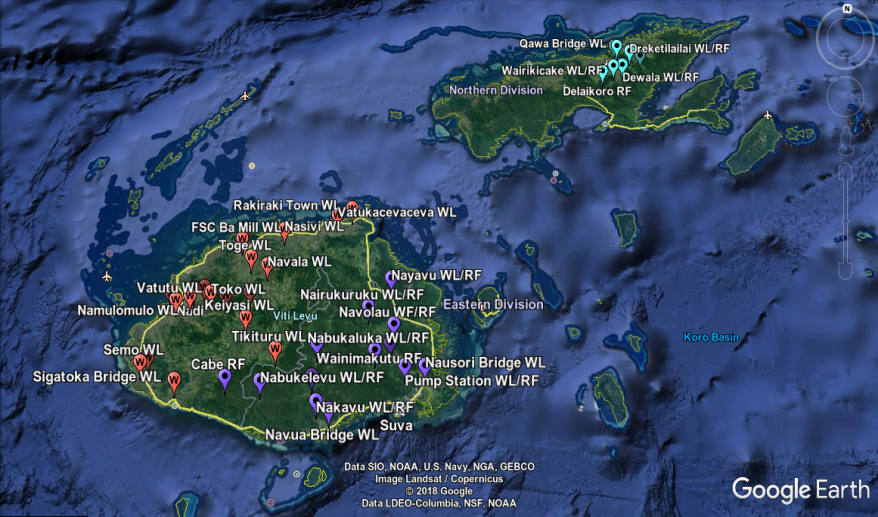 N
Qawa Bridge WL
Dreketilailai WL/RF
Wairikicake WL/RF
Dewala WL/RF
Northern Division
Delaikoro RF
Rakiraki Town WL
Vatukacevaceva WL
FSC Ba Mill WL
Nasivi WL
Toge WL
Navala WL
Nayavu WL/RF
Vatutu WL
Toko WL
Nairukuruku WL/RF
Eastern Division
Namulomulo WL
Nadi
Keiyasi WL
Navolau WF/RF
Viti Levu
Tikituru WL
Nabukaluka WL/RF
Koro Basin
Semo WL
Cabe RF
Wainimakutu RF
Nausori Bridge WL
Sigatoka Bridge WL
Nabukelevu WL/RF
Pump Station WL/RF
Nakavu WL/RF
Suva
Navua Bridge WL
Data SIO, NOAA, U.S. Navy, NGA, GEBCO
Image Landsat / Copernicus
© 2018 Google
Data LDEO-Columbia, NSF, NOAA
Google Earth